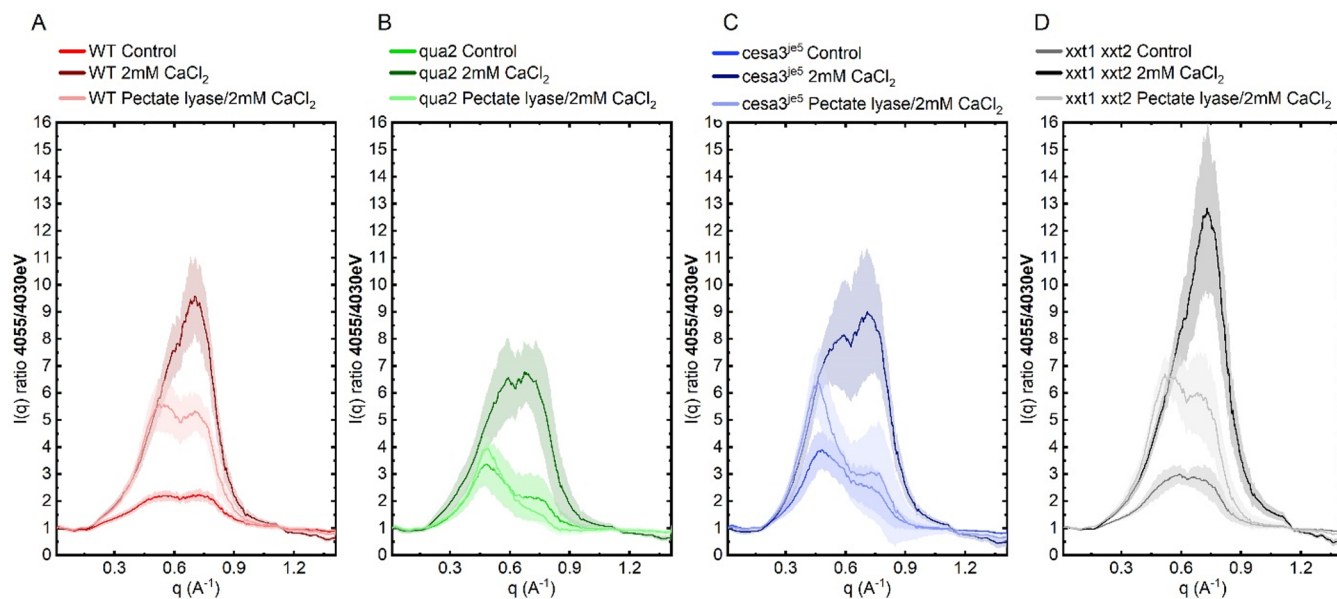 A
WT Control
WT 2mM CaCl₂
WT Pectate lyase/2mM CaCl₂
16
15
14
13
12
11
10
9
8
7
6
5
4
3
2
1
0
I(q) ratio 4055/4030eV
0.3 0.6 0.9 1.2
q (A⁻¹)
B
qua2 Control
qua2 2mM CaCl₂
qua2 Pectate lyase/2mM CaCl₂
16
15
14
13
12
11
10
9
8
7
6
5
4
3
2
1
0
I(q) ratio 4055/4030eV
0.3 0.6 0.9 1.2
q (A⁻¹)
C
cesa3ʲᵉ⁵ Control
cesa3ʲᵉ⁵ 2mM CaCl₂
cesa3ʲᵉ⁵ Pectate lyase/2mM CaCl₂
16
15
14
13
12
11
10
9
8
7
6
5
4
3
2
1
0
I(q) ratio 4055/4030eV
0.3 0.6 0.9 1.2
q (A⁻¹)
D
xxt1 xxt2 Control
xxt1 xxt2 2mM CaCl₂
xxt1 xxt2 Pectate lyase/2mM CaCl₂
16
15
14
13
12
11
10
9
8
7
6
5
4
3
2
1
0
I(q) ratio 4055/4030eV
0.3 0.6 0.9 1.2
q (A⁻¹)